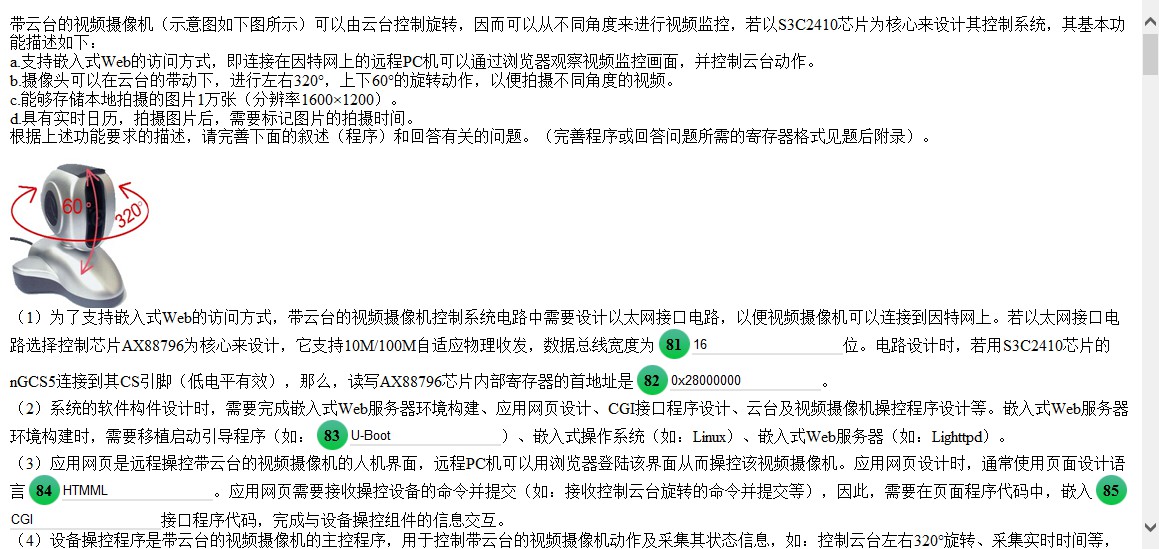 带云台的视频摄像机（示意图如下图所示）可以由云台控制旋转，因而可以从不同角度来进行视频监控，若以S3C2410芯片为核心来设计其控制系统，其基本功
能描述如下：
a.支持嵌入式Web的访问方式，即连接在因特网上的远程PC机可以通过浏览器观察视频监控画面，并控制云台动作。
b.摄像头可以在云台的带动下，进行左右320°，上下60°的旋转动作，以便拍摄不同角度的视频。
c.能够存储本地拍摄的图片1万张（分辨率1600×1200）。
d.具有实时日历，拍摄图片后，需要标记图片的拍摄时间。
根据上述功能要求的描述，请完善下面的叙述（程序）和回答有关的问题。（完善程序或回答问题所需的寄存器格式见题后附录）。
60°
320°
（1）为了支持嵌入式Web的访问方式，带云台的视频摄像机控制系统电路中需要设计以太网接口电路，以便视频摄像机可以连接到因特网上。若以太网接口电
路选择控制芯片AX88796为核心来设计，它支持10M/100M自适应物理收发，数据总线宽度为 81 16 位。电路设计时，若用S3C2410芯片的
nGCS5连接到其CS引脚（低电平有效），那么，读写AX88796芯片内部寄存器的首地址是 82 0x28000000 。
（2）系统的软件构件设计时，需要完成嵌入式Web服务器环境构建、应用网页设计、CGI接口程序设计、云台及视频摄像机操控程序设计等。嵌入式Web服务器
环境构建时，需要移植启动引导程序（如： 83 U-Boot ）、嵌入式操作系统（如：Linux）、嵌入式Web服务器（如：Lighttpd）。
（3）应用网页是远程操控带云台的视频摄像机的人机界面，远程PC机可以用浏览器登陆该界面从而操控该视频摄像机。应用网页设计时，通常使用页面设计语
言 84 HTMML 。应用网页需要接收操控设备的命令并提交（如：接收控制云台旋转的命令并提交等），因此，需要在页面程序代码中，嵌入 85
CGI 接口程序代码，完成与设备操控组件的信息交互。
（4）设备操控程序是带云台的视频摄像机的主控程序，用于控制带云台的视频摄像机动作及采集其状态信息，如：控制云台左右320°旋转、采集实时时间等，